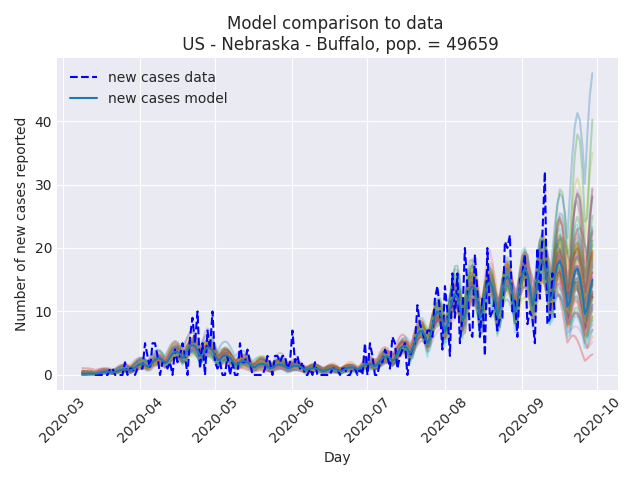 Model comparison to data
US - Nebraska - Buffalo, pop. = 49659
new cases data
new cases model
Number of new cases reported
40
30
20
10
0
2020-03
2020-04
2020-05
2020-06
2020-07
2020-08
2020-09
2020-10
Day